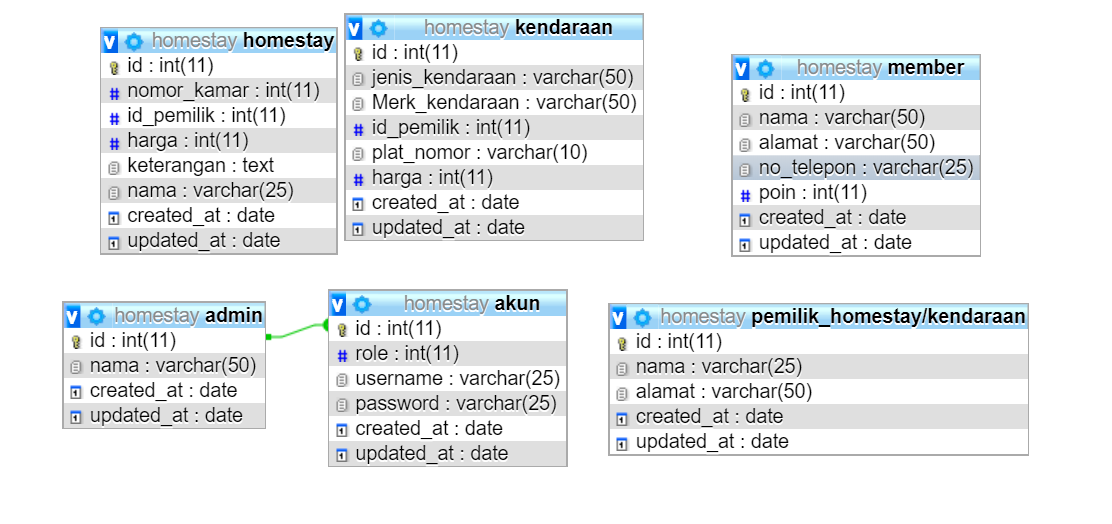 homestay homestay
id : int(11)
nomor_kamar : int(11)
id_pemilik : int(11)
harga : int(11)
keterangan : text
nama : varchar(25)
created_at : date
updated_at : date
homestay kendaraan
id : int(11)
jenis_kendaraan : varchar(50)
Merk_kendaraan : varchar(50)
id_pemilik : int(11)
plat_nomor : varchar(10)
harga : int(11)
created_at : date
updated_at : date
homestay member
id : int(11)
nama : varchar(50)
alamat : varchar(50)
no_telepon : varchar(25)
poin : int(11)
created_at : date
updated_at : date
homestay admin
id : int(11)
nama : varchar(50)
created_at : date
updated_at : date
homestay akun
id : int(11)
role : int(11)
username : varchar(25)
password : varchar(25)
created_at : date
updated_at : date
homestay pemilik_homestay/kendaraan
id : int(11)
nama : varchar(25)
alamat : varchar(50)
created_at : date
updated_at : date